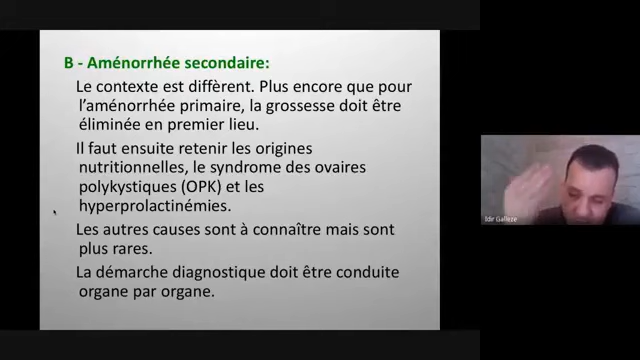 B - Aménorrhée secondaire:
Le contexte est diffèrent. Plus encore que pour
l'aménorrhée primaire, la grossesse doit être
éliminée en premier lieu.
Il faut ensuite retenir les origines
nutritionnelles, le syndrome des ovaires
polykystiques (OPK) et les
hyperprolactinémies.
Les autres causes sont à connaître mais sont
plus rares.
La démarche diagnostique doit être conduite
organe par organe.
Idir Galleze